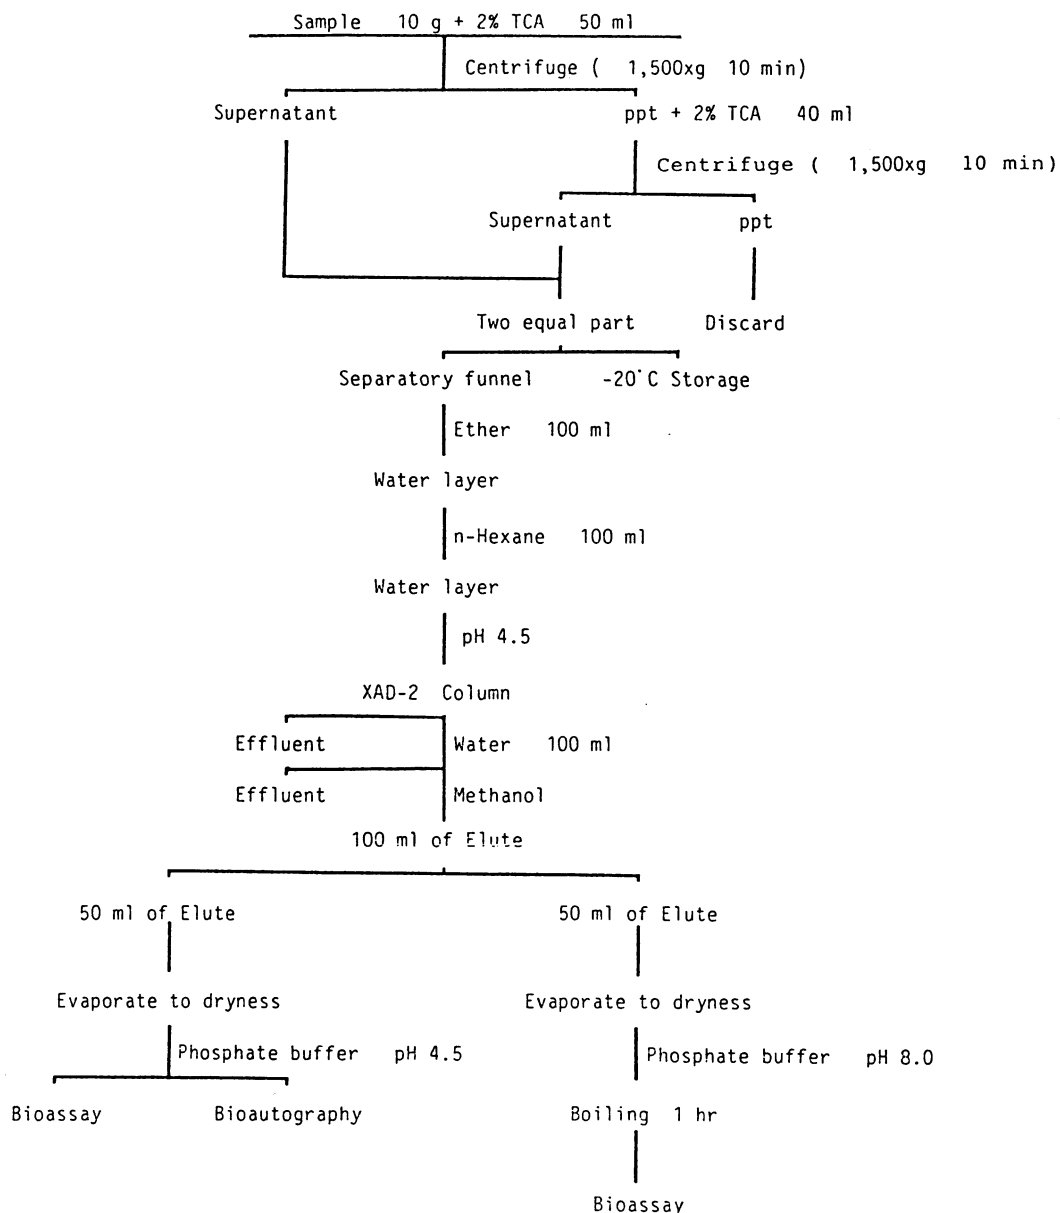 Sample 10 g + 2% TCA 50 ml
Centrifuge ( 1,500xg 10 min)
Supernatant ppt + 2% TCA 40 ml
Centrifuge ( 1,500xg 10 min)
Supernatant ppt
Two equal part Discard
Separatory funnel -20°C Storage
Ether 100 ml
Water layer
n-Hexane 100 ml
Water layer
pH 4.5
XAD-2 Column
Effluent Water 100 ml
Effluent Methanol
100 ml of Elute
50 ml of Elute 50 ml of Elute
Evaporate to dryness Evaporate to dryness
Phosphate buffer pH 4.5 Phosphate buffer pH 8.0
Bioassay Bioautography Boiling 1 hr
Bioassay